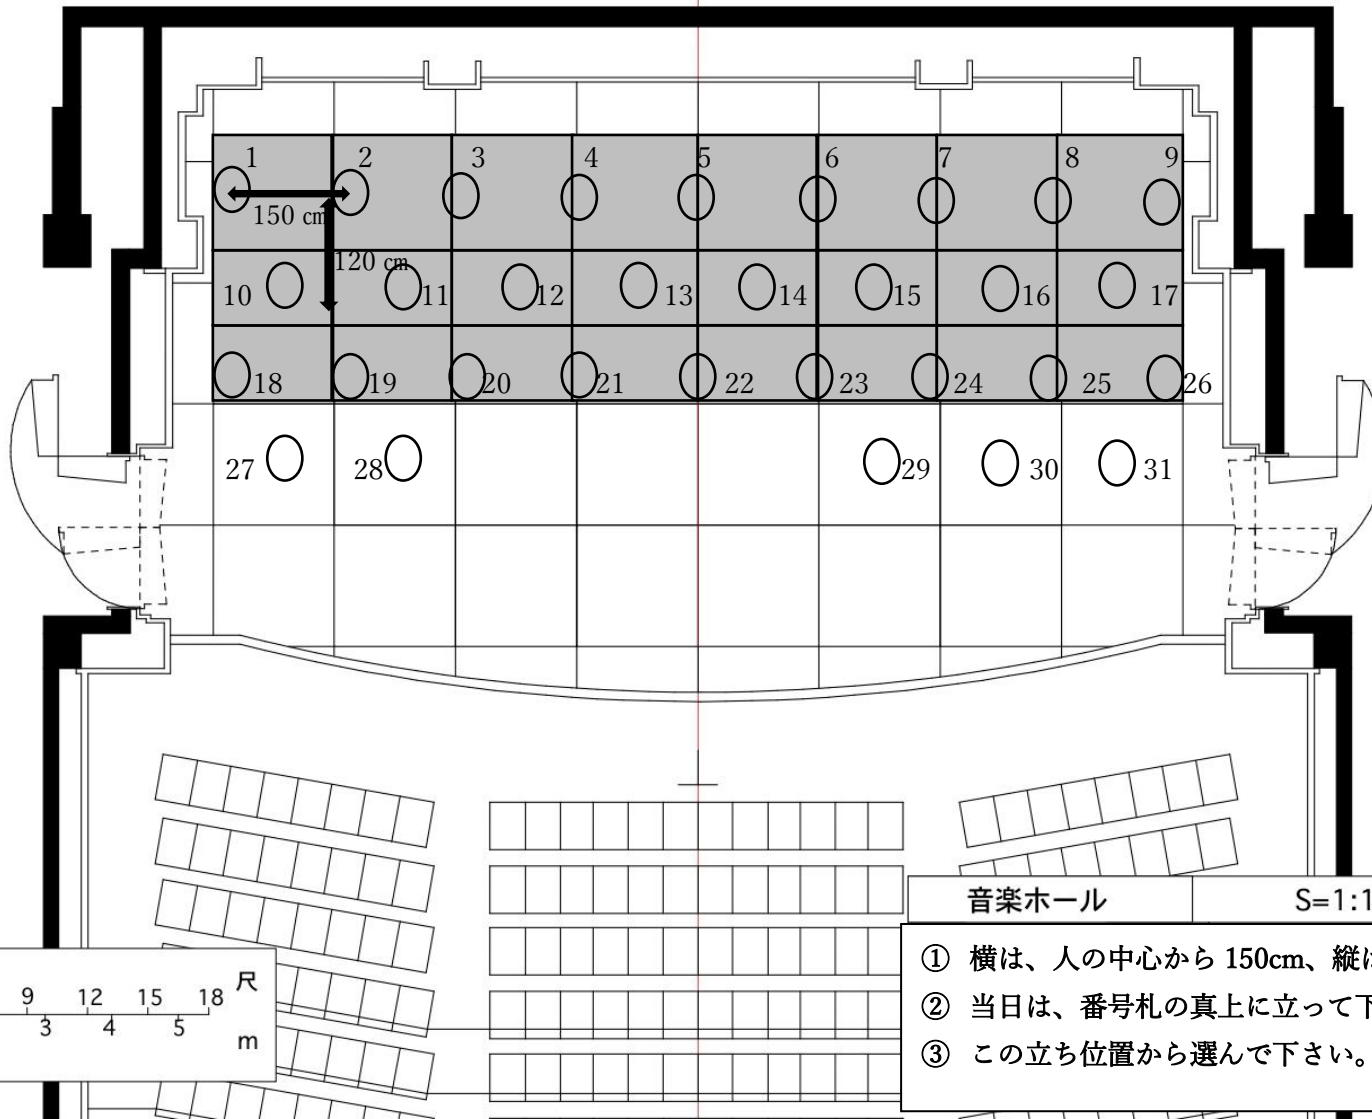 1 2 3 4 5 6 7 8 9
150 ㎝
120 ㎝
10 11 12 13 14 15 16 17
18 19 20 21 22 23 24 25 26
27 28 29 30 31
音楽ホール S=1:1
① 横は、人の中心から 150cm、縦に
② 当日は、番号札の真上に立って下
③ この立ち位置から選んで下さい。
9 12 15 18 尺
3 4 5 m